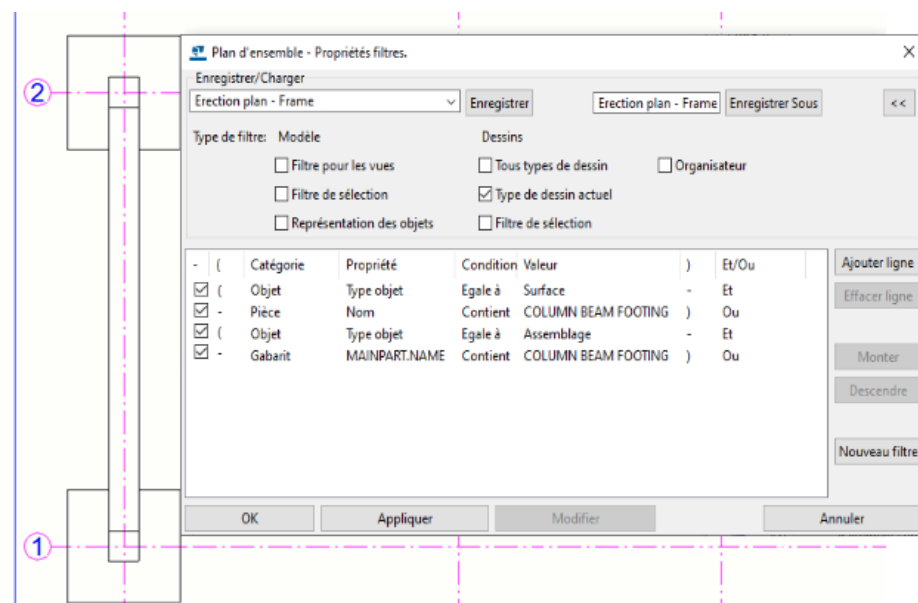 Plan d'ensemble - Propriétés filtres.
Enregistrer/Charger
Erection plan - Frame Enregistrer Erection plan - Frame Enregistrer Sous <<
Type de filtre: Modèle Dessins
Filtre pour les vues Tous types de dessin Organisateur
Filtre de sélection Type de dessin actuel
Représentation des objets Filtre de sélection
- ( Catégorie Propriété Condition Valeur ) Et/Ou Ajouter ligne
( Objet Type objet Egale à Surface - Et Effacer ligne
- Pièce Nom Contient COLUMN BEAM FOOTING ) Ou
( Objet Type objet Egale à Assemblage - Et
- Gabarit MAINPART.NAME Contient COLUMN BEAM FOOTING ) Ou Monter
Descendre
Nouveau filtre
OK Appliquer Modifier Annuler
2
1